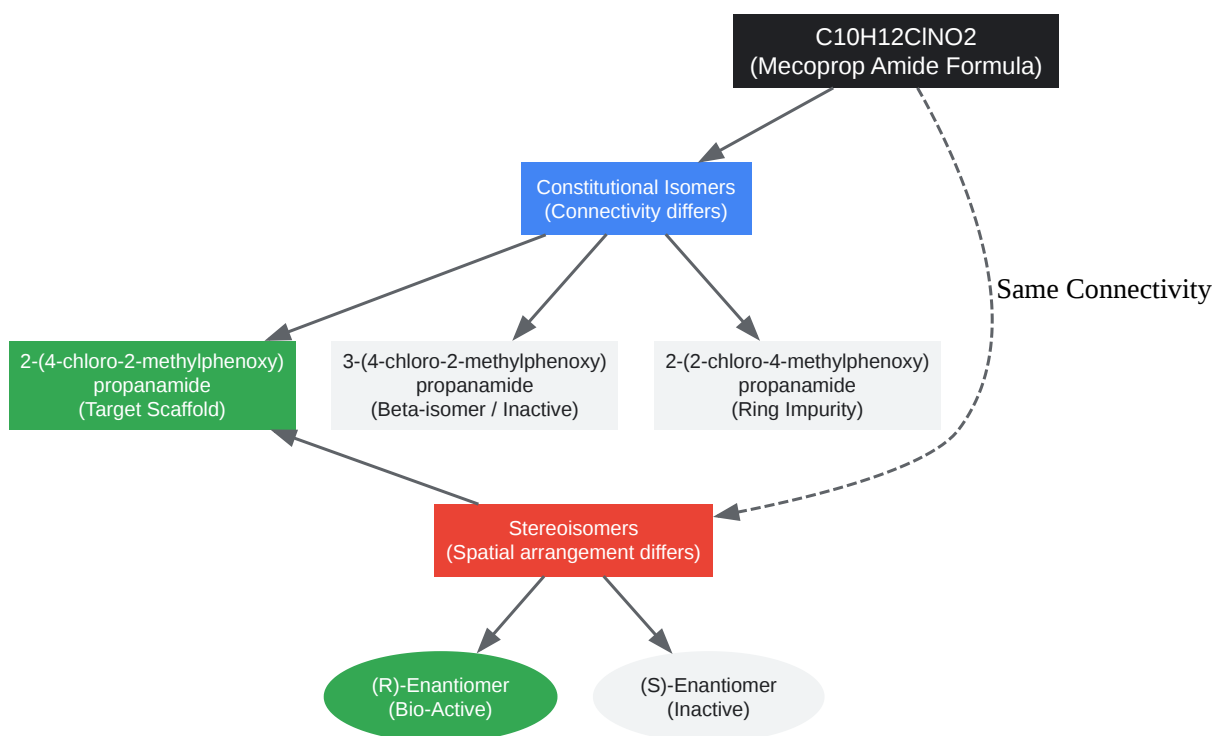 C10H12ClNO2
(Mecoprop Amide Formula)
Constitutional Isomers
(Connectivity differs)
Same Connectivity
2-(4-chloro-2-methylphenoxy)
propanamide
(Target Scaffold)
3-(4-chloro-2-methylphenoxy)
propanamide
(Beta-isomer / Inactive)
2-(2-chloro-4-methylphenoxy)
propanamide
(Ring Impurity)
Stereoisomers
(Spatial arrangement differs)
(R)-Enantiomer
(Bio-Active)
(S)-Enantiomer
(Inactive)